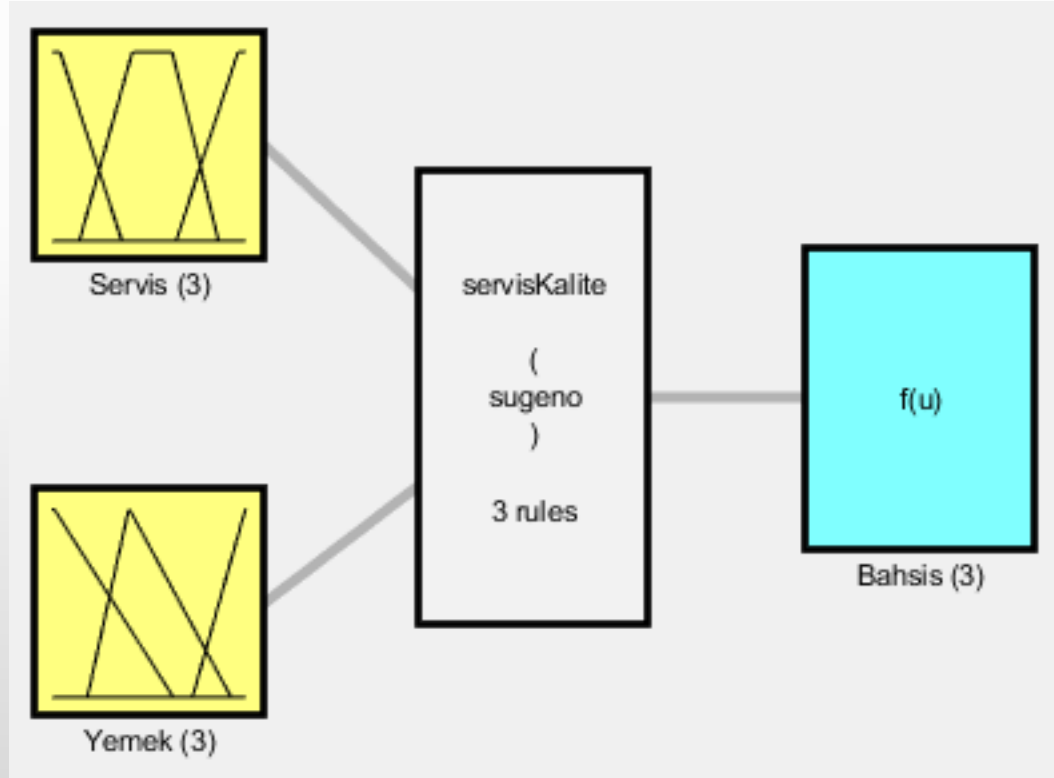 Servis (3)
Yemek (3)
servisKalite
(
sugeno
)
3 rules
f(u)
Bahsis (3)